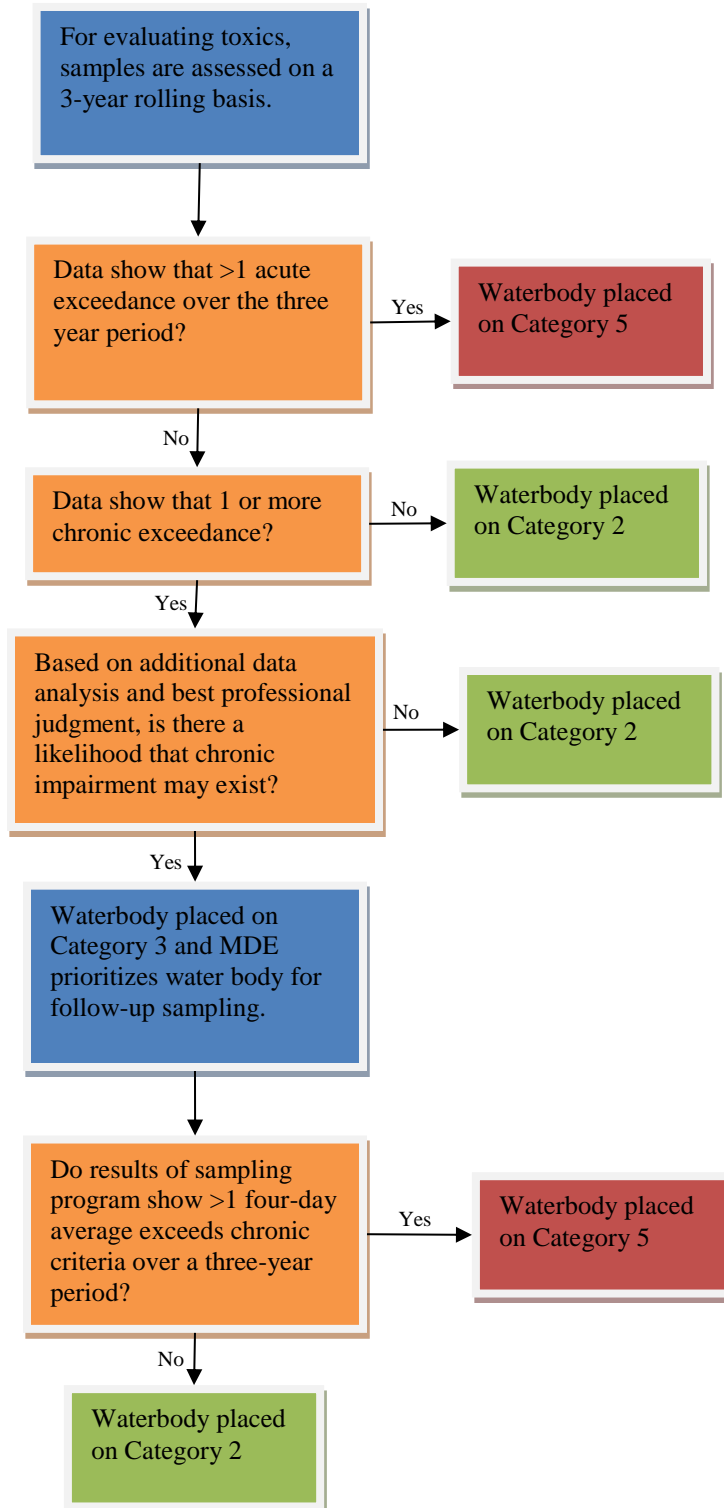 For evaluating toxics,
samples are assessed on a
3-year rolling basis.
Data show that >1 acute
exceedance over the three
year period?
Yes
Waterbody placed
on Category 5
No
Data show that 1 or more
chronic exceedance?
No
Waterbody placed
on Category 2
Yes
Based on additional data
analysis and best professional
judgment, is there a
likelihood that chronic
impairment may exist?
No
Waterbody placed
on Category 2
Yes
Waterbody placed on
Category 3 and MDE
prioritizes water body for
follow-up sampling.
Do results of sampling
program show >1 four-day
average exceeds chronic
criteria over a three-year
period?
Yes
Waterbody placed
on Category 5
No
Waterbody placed
on Category 2